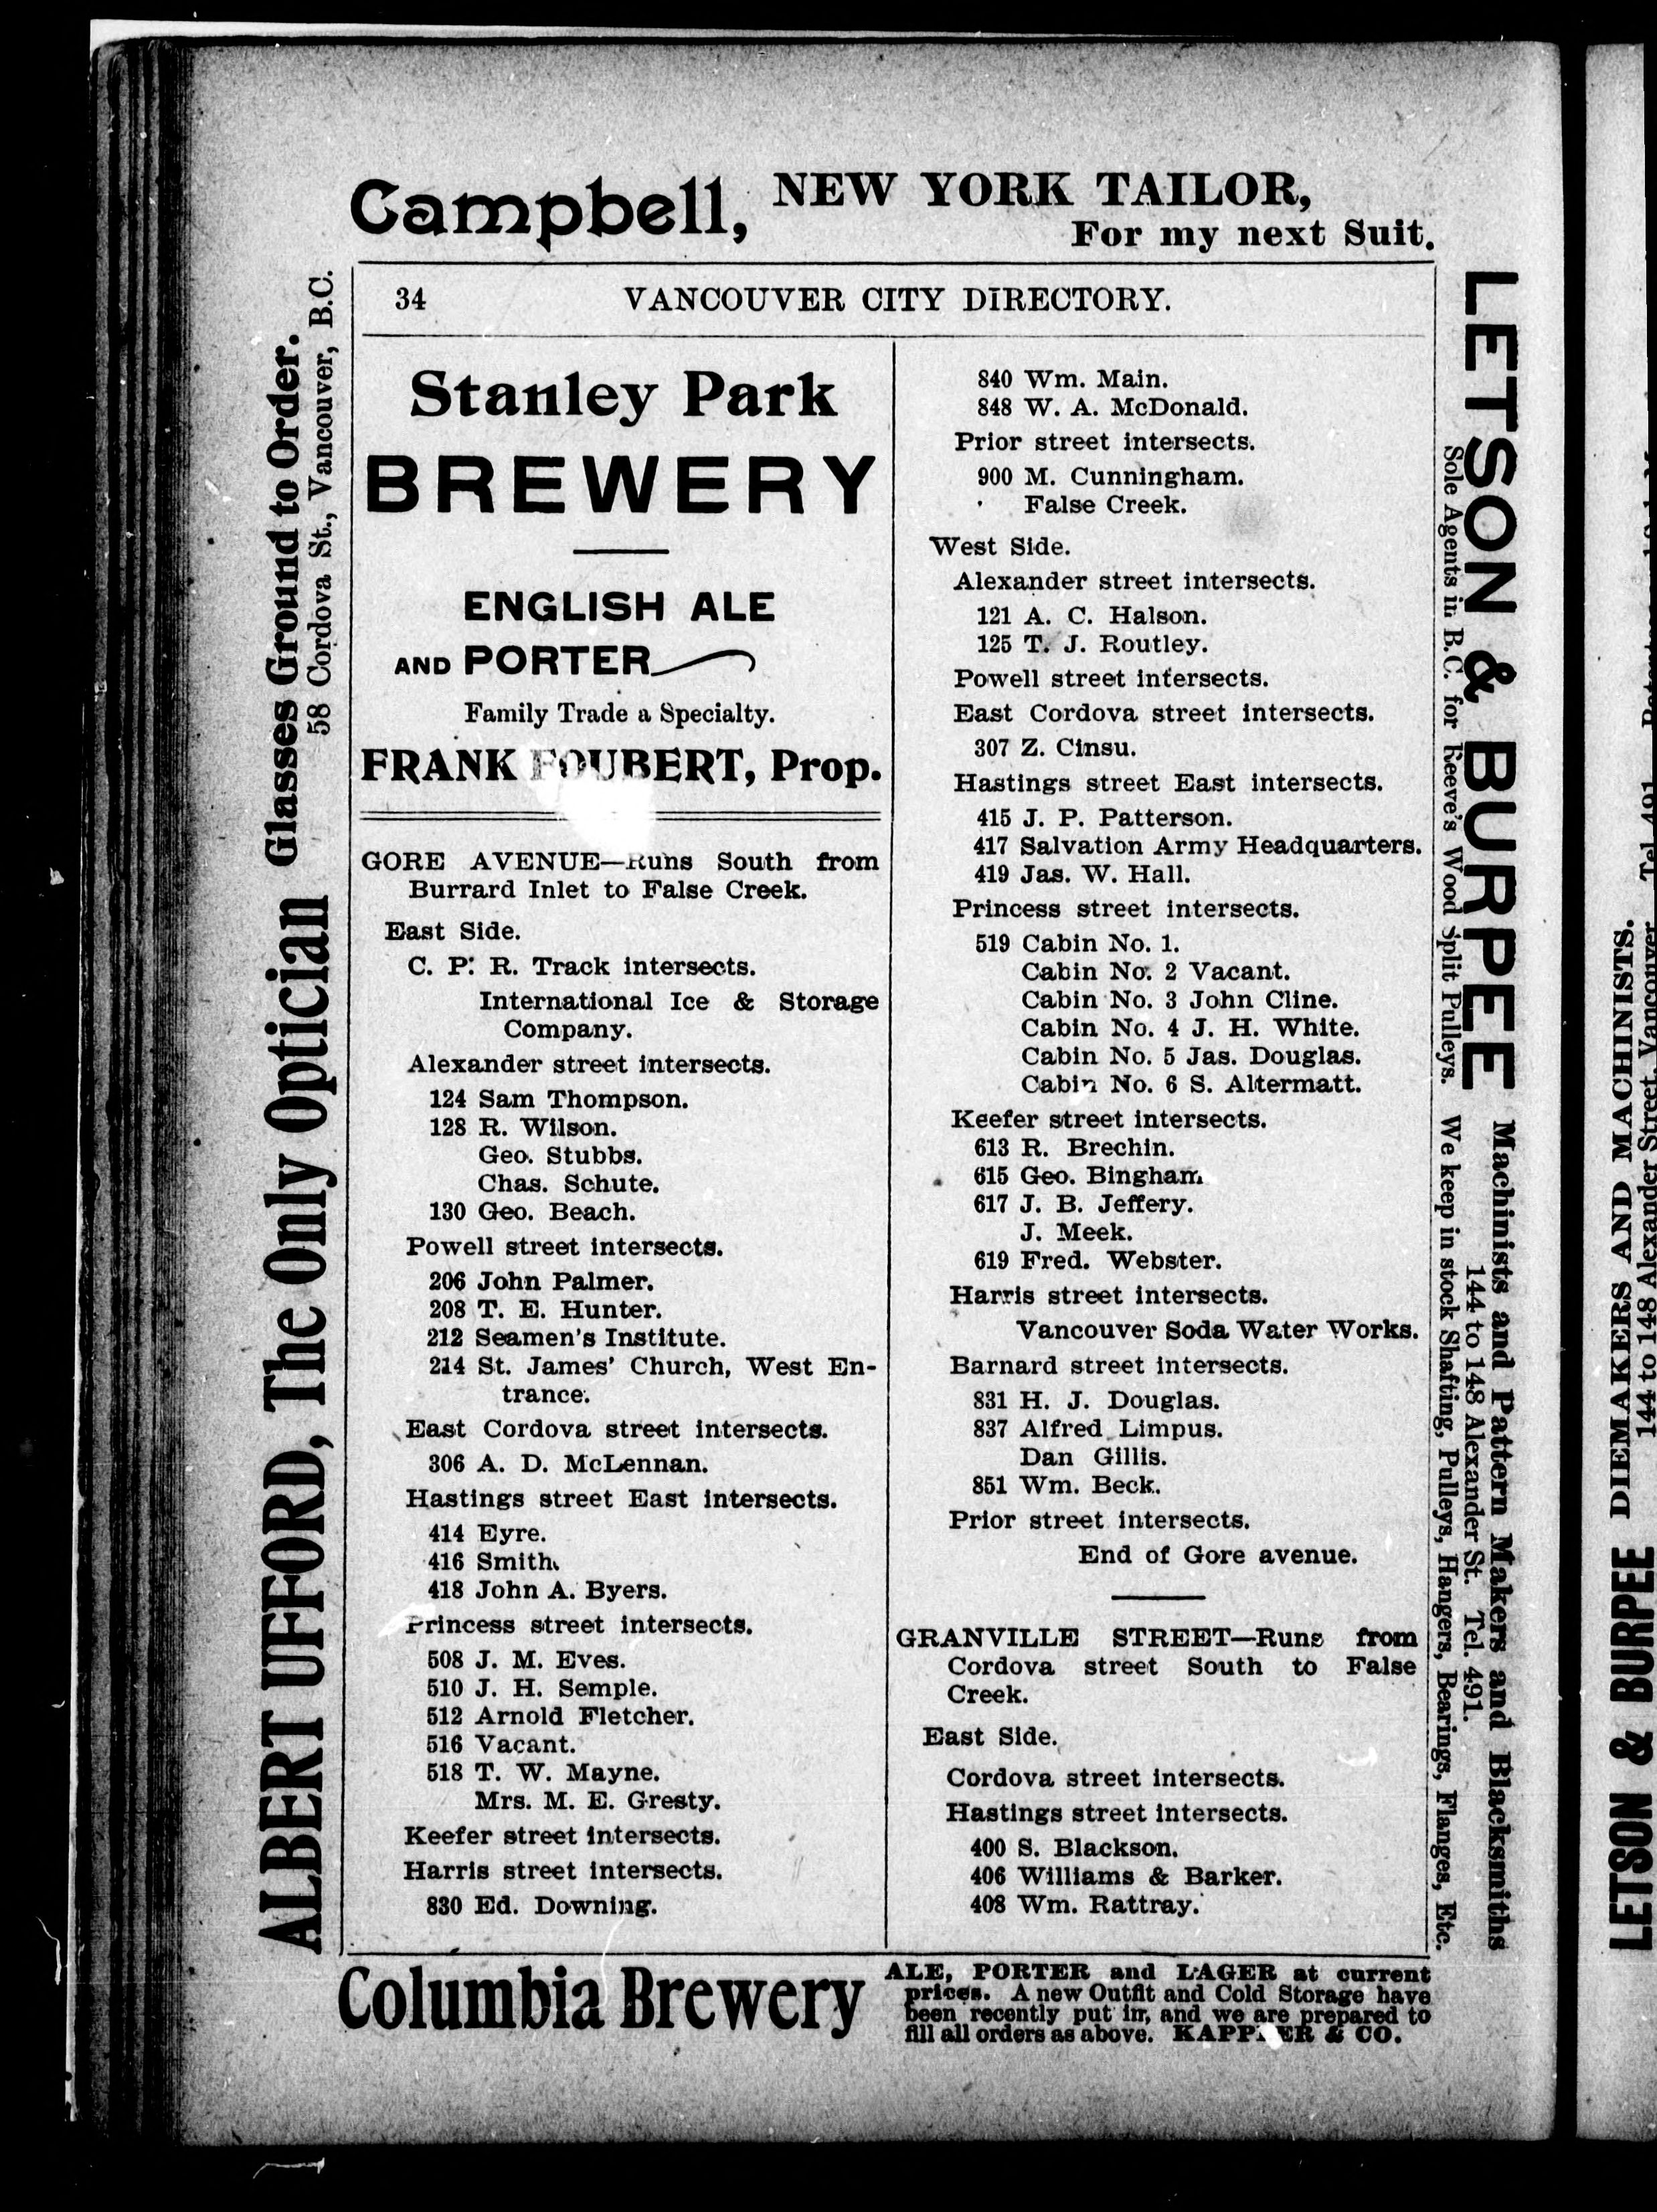 Campbell, NEW YORK TAILOR,
For my next Suit.
34 VANCOUVER CITY DIRECTORY.
Stanley Park
BREWERY
ENGLISH ALE
AND PORTER
Family Trade a Specialty.
FRANK FOUBERT, Prop.
GORE AVENUE—Runs South from
Burrard Inlet to False Creek.
East Side.
C. P. R. Track intersects.
International Ice & Storage
Company.
Alexander street intersects.
124 Sam Thompson.
128 R. Wilson.
Geo. Stubbs.
Chas. Schute.
130 Geo. Beach.
Powell street intersects.
206 John Palmer.
208 T. E. Hunter.
212 Seamen's Institute.
214 St. James' Church, West En-
trance.
East Cordova street intersects.
306 A. D. McLennan.
Hastings street East intersects.
414 Eyre.
416 Smith.
418 John A. Byers.
Princess street intersects.
508 J. M. Eves.
510 J. H. Semple.
512 Arnold Fletcher.
516 Vacant.
518 T. W. Mayne.
Mrs. M. E. Gresty.
Keefer street intersects.
Harris street intersects.
830 Ed. Downing.
840 Wm. Main.
848 W. A. McDonald.
Prior street intersects.
900 M. Cunningham.
False Creek.
West Side.
Alexander street intersects.
121 A. C. Halson.
125 T. J. Routley.
Powell street intersects.
East Cordova street intersects.
307 Z. Cinsu.
Hastings street East intersects.
415 J. P. Patterson.
417 Salvation Army Headquarters.
419 Jas. W. Hall.
Princess street intersects.
519 Cabin No. 1.
Cabin No. 2 Vacant.
Cabin No. 3 John Cline.
Cabin No. 4 J. H. White.
Cabin No. 5 Jas. Douglas.
Cabin No. 6 S. Altermatt.
Keefer street intersects.
613 R. Brechin.
615 Geo. Bingham.
617 J. B. Jeffery.
J. Meek.
619 Fred. Webster.
Harris street intersects.
Vancouver Soda Water Works.
Barnard street intersects.
831 H. J. Douglas.
837 Alfred Limpus.
Dan Gillis.
851 Wm. Beck.
Prior street intersects.
End of Gore avenue.
GRANVILLE STREET—Runs from
Cordova street South to False
Creek.
East Side.
Cordova street intersects.
Hastings street intersects.
400 S. Blackson.
406 Williams & Barker.
408 Wm. Rattray.
Columbia Brewery
ALE, PORTER and LAGER at current
prices. A new Outfit and Cold Storage have
been recently put in, and we are prepared to
fill all orders as above. KAPPLER & CO.
ALBERT UFFORD, The Only Optician Glasses Ground to Order.
58 Cordova St., Vancouver, B.C.
LETSON & BURPEE Machinists and Pattern Makers and Blacksmiths
144 to 148 Alexander St. Tel. 491.
Sole Agents in B.C. for Reeve's Wood Split Pulleys. We keep in stock Shafting, Pulleys, Hangers, Bearings, Flanges, Etc.
LETSON & BURPEE DIEMAKERS AND MACHINISTS.
144 to 148 Alexander Street, Vancouver. Tel. 491